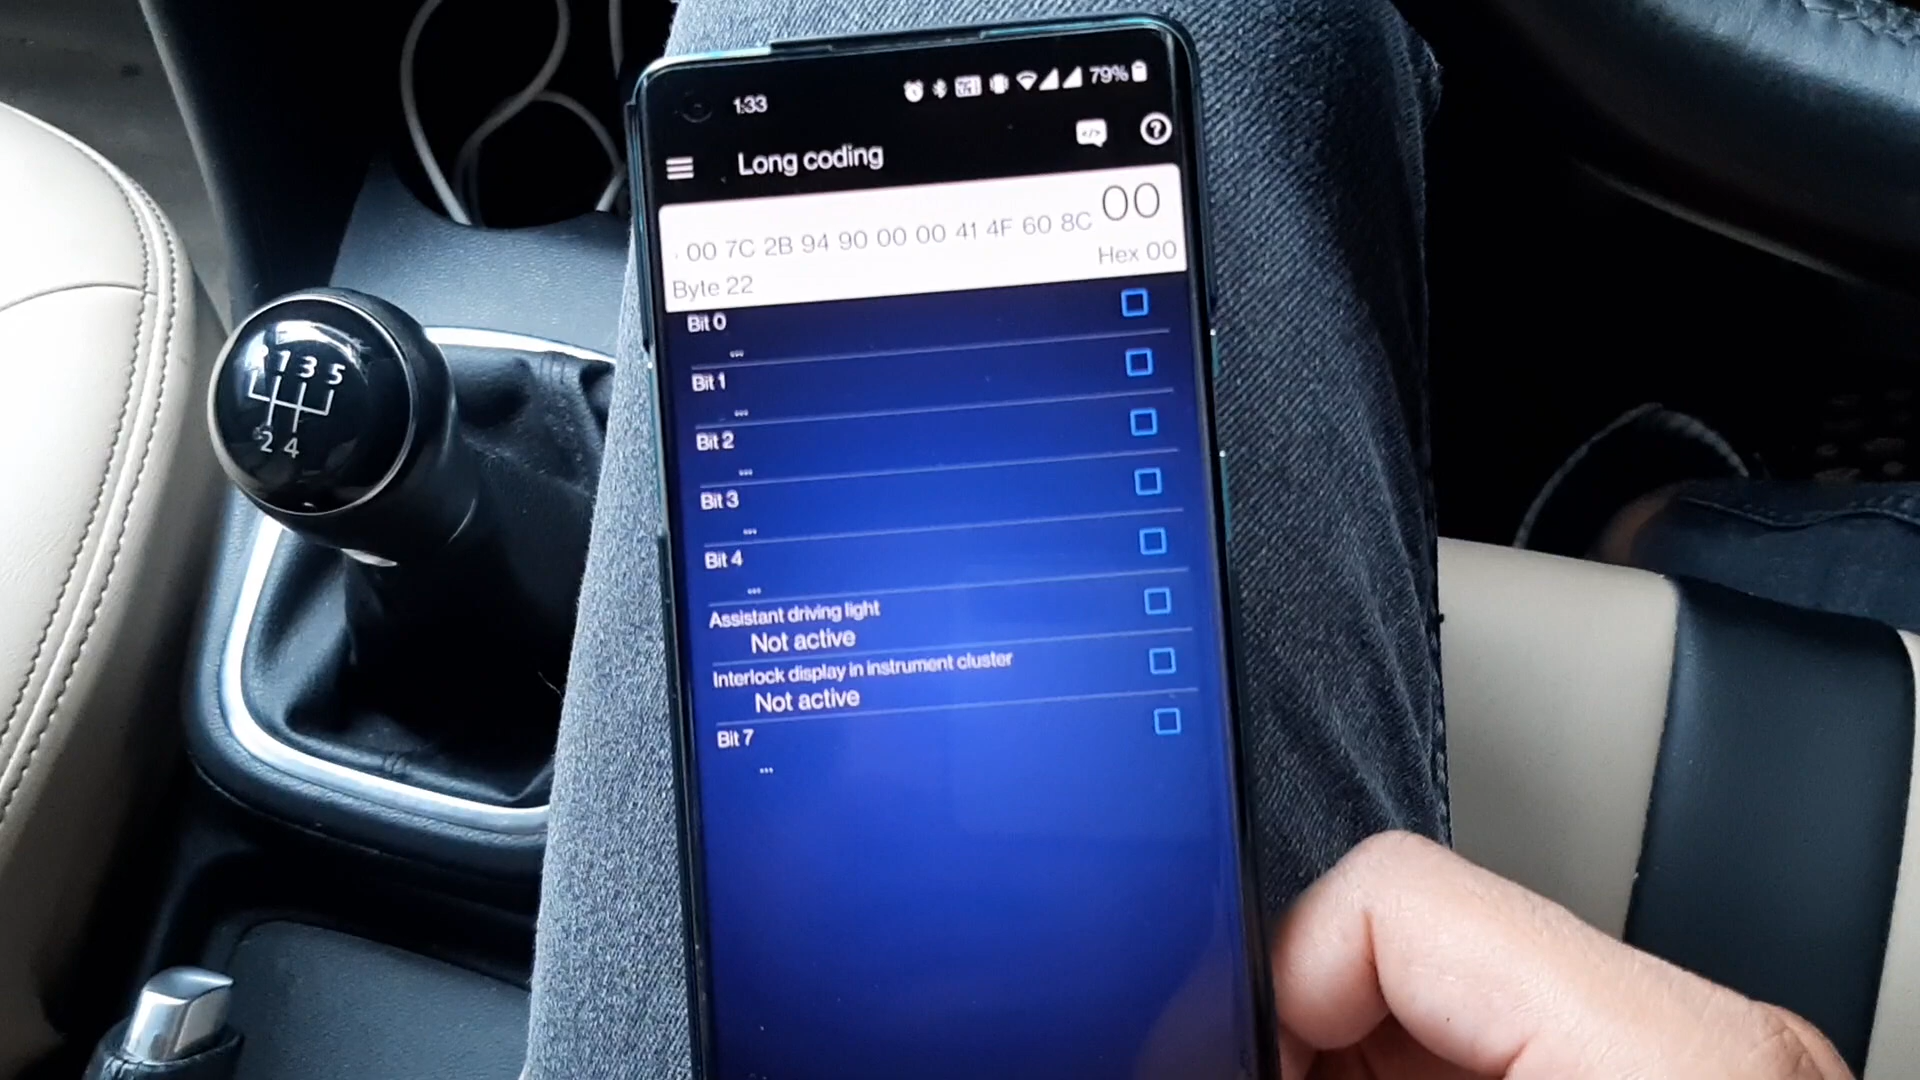 1:33 79%
Long coding
00 7C 2B 94 90 00 00 41 4F 60 8C 00
Byte 22 Hex 00
Bit 0
...
Bit 1
...
Bit 2
...
Bit 3
...
Bit 4
...
Assistant driving light
Not active
Interlock display in instrument cluster
Not active
Bit 7
...
1 3 5
2 4